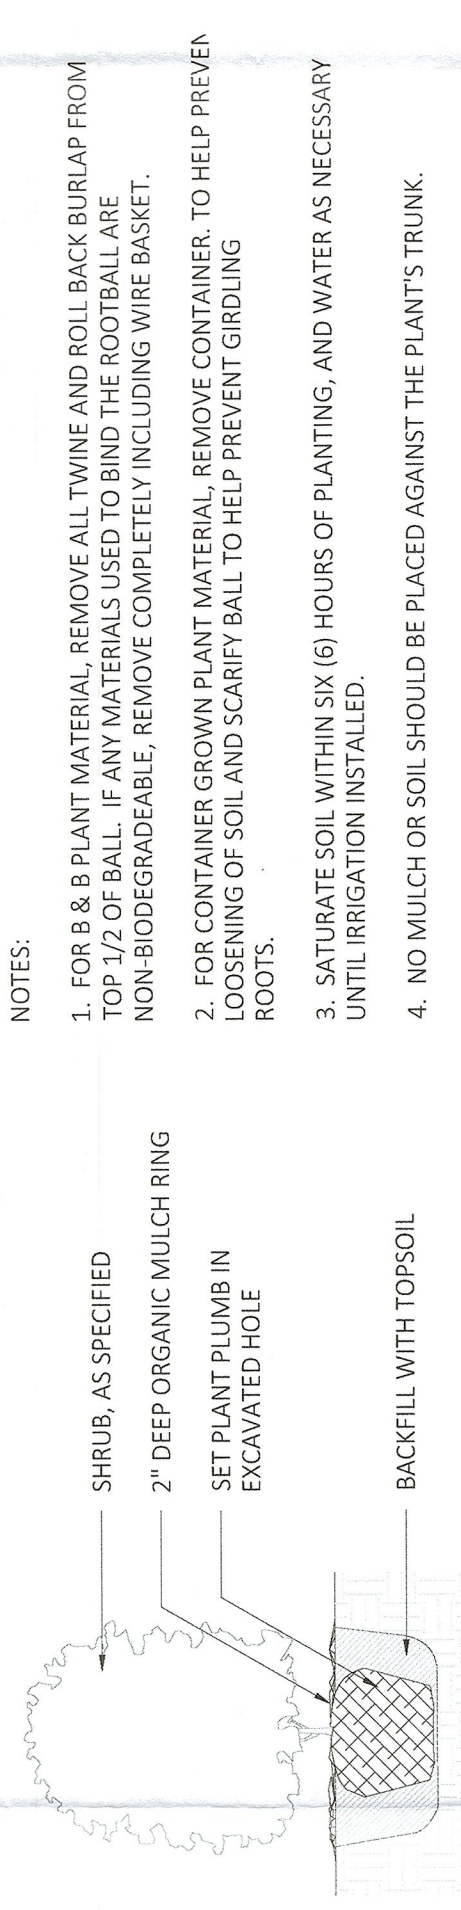 NOTES:
1. FOR B & B PLANT MATERIAL, REMOVE ALL TWINE AND ROLL BACK BURLAP FROM
TOP 1/2 OF BALL. IF ANY MATERIALS USED TO BIND THE ROOTBALL ARE
NON-BIODEGRADEABLE, REMOVE COMPLETELY INCLUDING WIRE BASKET.
2. FOR CONTAINER GROWN PLANT MATERIAL, REMOVE CONTAINER. TO HELP PREVEN
LOOSENING OF SOIL AND SCARIFY BALL TO HELP PREVENT GIRDLING
ROOTS.
3. SATURATE SOIL WITHIN SIX (6) HOURS OF PLANTING, AND WATER AS NECESSARY
UNTIL IRRIGATION INSTALLED.
4. NO MULCH OR SOIL SHOULD BE PLACED AGAINST THE PLANT'S TRUNK.
SHRUB, AS SPECIFIED
2" DEEP ORGANIC MULCH RING
SET PLANT PLUMB IN
EXCAVATED HOLE
BACKFILL WITH TOPSOIL